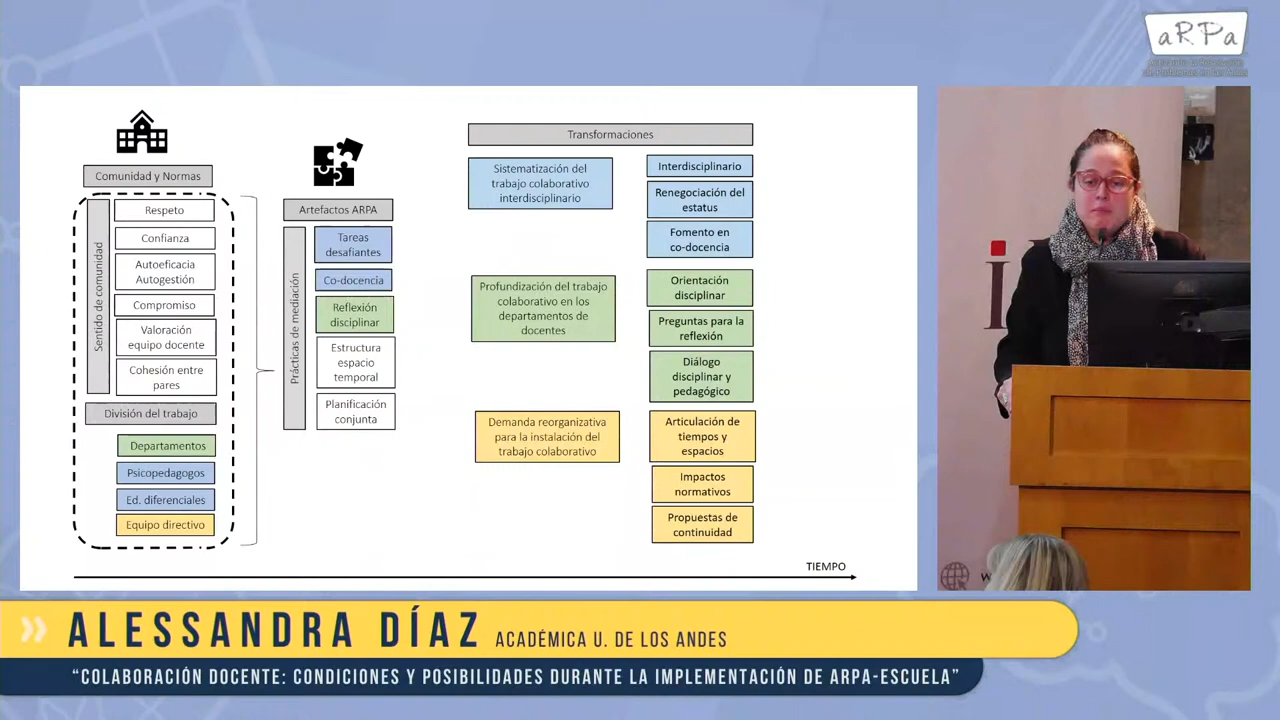 aRPa
Comunidad y Normas
Sentido de comunidad
Respeto
Confianza
Autoeficacia
Autogestión
Compromiso
Valoración
equipo docente
Cohesión entre
pares
División del trabajo
Departamentos
Psicopedagogos
Ed. diferenciales
Equipo directivo
Artefactos ARPA
Prácticas de mediación
Tareas
desafiantes
Co-docencia
Reflexión
disciplinar
Estructura
espacio
temporal
Planificación
conjunta
Transformaciones
Sistematización del
trabajo colaborativo
interdisciplinario
Interdisciplinario
Renegociación del
estatus
Fomento en
co-docencia
Profundización del trabajo
colaborativo en los
departamentos de
docentes
Orientación
disciplinar
Preguntas para la
reflexión
Diálogo
disciplinar y
pedagógico
Demanda reorganizativa
para la instalación del
trabajo colaborativo
Articulación de
tiempos y
espacios
Impactos
normativos
Propuestas de
continuidad
TIEMPO
ALESSANDRA DÍAZ ACADÉMICA U. DE LOS ANDES
“COLABORACIÓN DOCENTE: CONDICIONES Y POSIBILIDADES DURANTE LA IMPLEMENTACIÓN DE ARPA-ESCUELA”